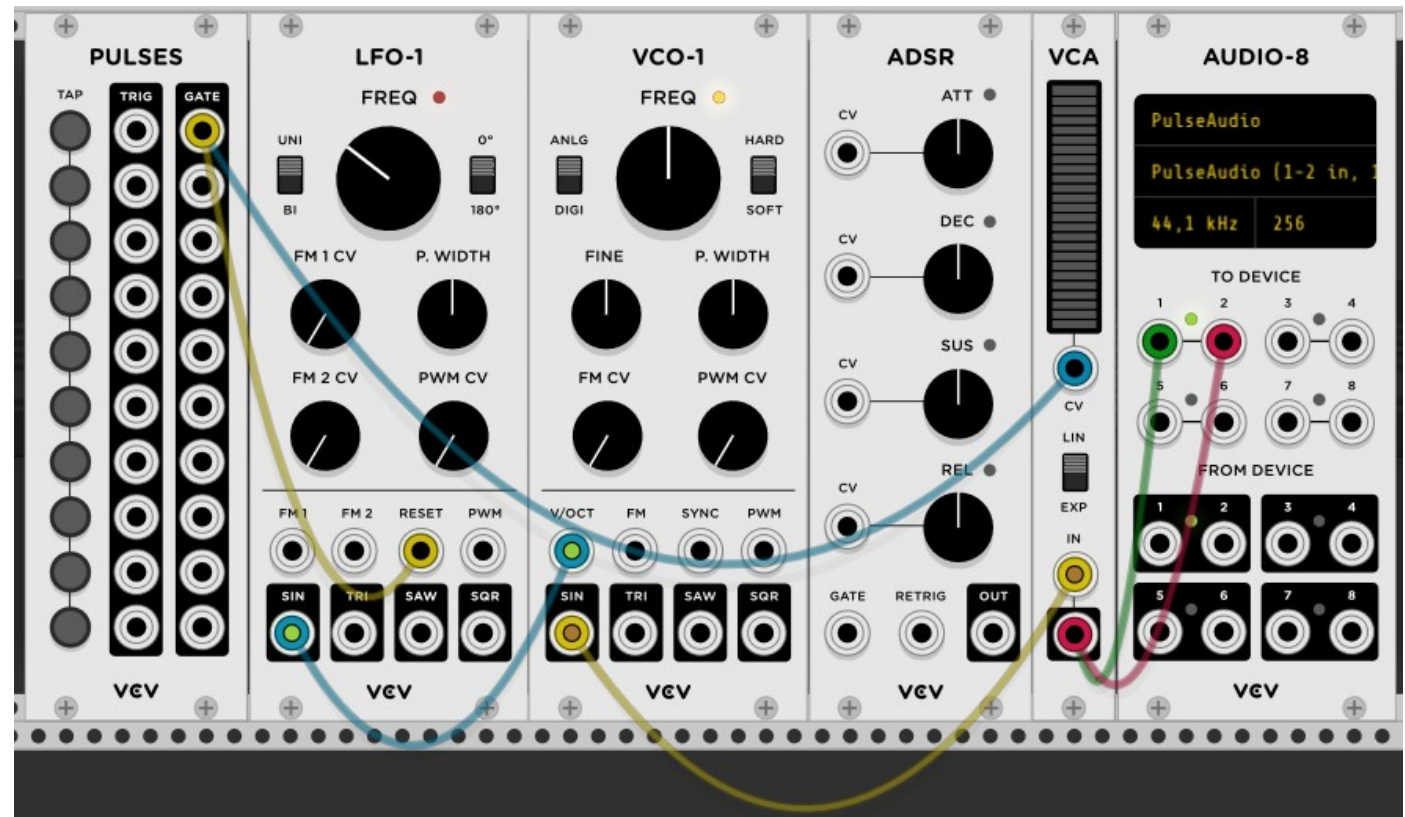 PULSES
TAP TRIG GATE
VCV
LFO-1
FREQ
UNI 0°
BI 180°
FM 1 CV P. WIDTH
FM 2 CV PWM CV
FM 1 FM 2 RESET PWM
SIN TRI SAW SQR
VCV
VCO-1
FREQ
ANLG HARD
DIGI SOFT
FINE P. WIDTH
FM CV PWM CV
V/OCT FM SYNC PWM
SIN TRI SAW SQR
VCV
ADSR
ATT
CV
DEC
CV
SUS
CV
REL
CV
GATE RETRIG OUT
VCV
VCA
CV
LIN
EXP
IN
AUDIO-8
PulseAudio
PulseAudio (1-2 in, 1
44,1 kHz 256
TO DEVICE
1 2 3 4
5 6 7 8
FROM DEVICE
1 2 3 4
5 6 7 8
VCV